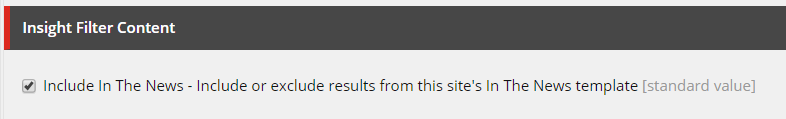 Insight Filter Content
Include In The News - Include or exclude results from this site's In The News template [standard value]